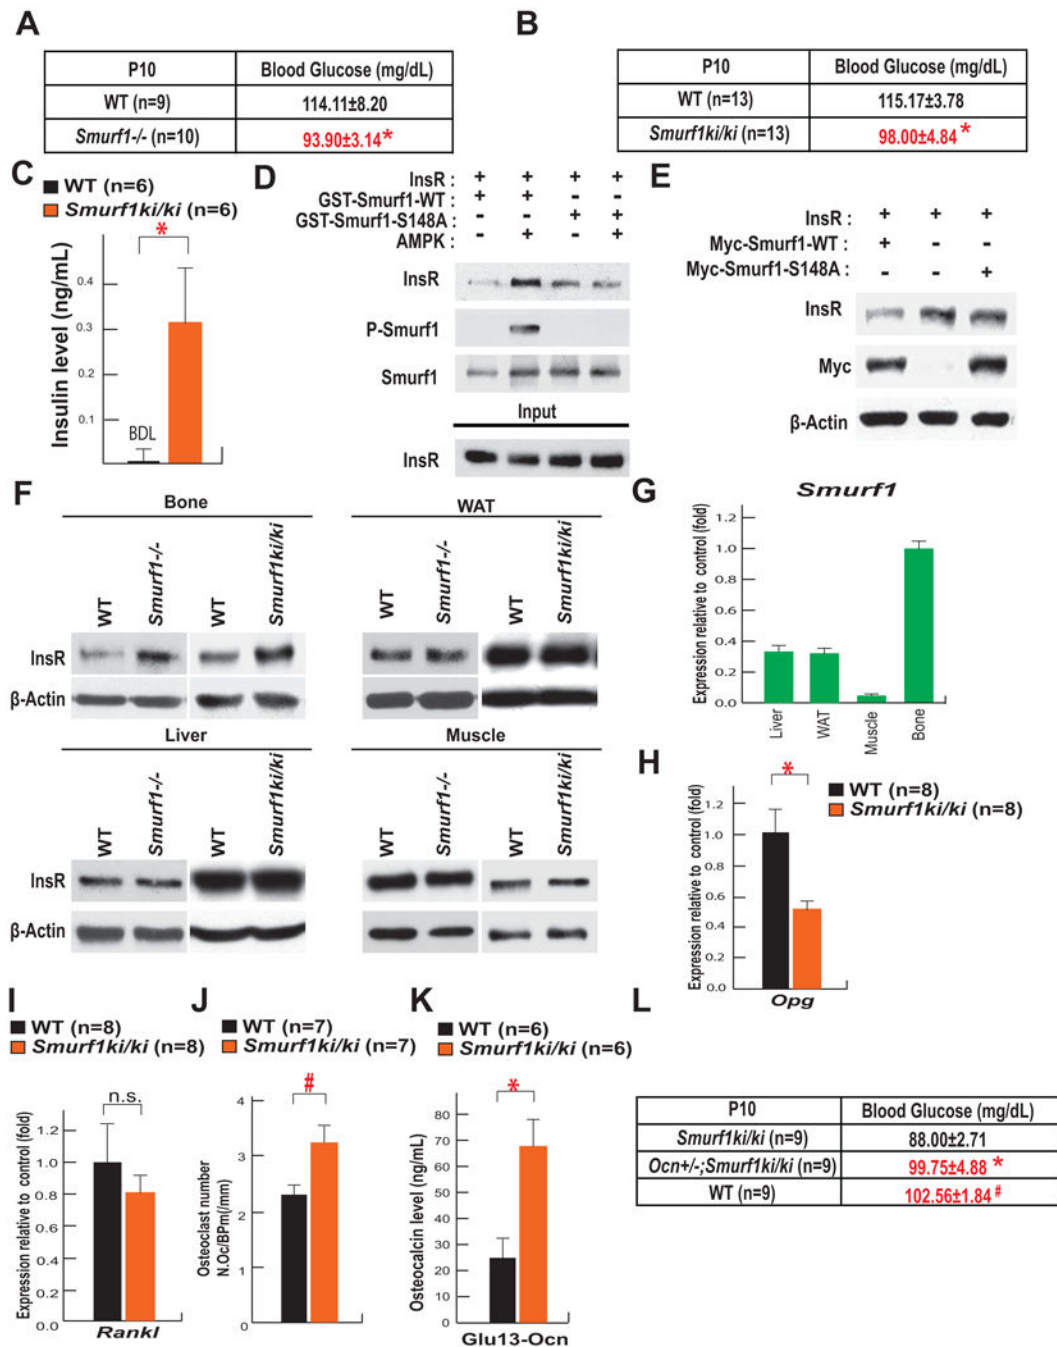 A
P10 Blood Glucose (mg/dL)
WT (n=9) 114.11±8.20
Smurf1-/- (n=10) 93.90±3.14*
B
P10 Blood Glucose (mg/dL)
WT (n=13) 115.17±3.78
Smurf1ki/ki (n=13) 98.00±4.84*
C
WT (n=6)
Smurf1ki/ki (n=6)
*
Insulin level (ng/mL)
0.4
0.3
0.2
0.1
BDL
D
InsR : + + + +
GST-Smurf1-WT : + + - -
GST-Smurf1-S148A : - - + +
AMPK : - + - +
InsR
P-Smurf1
Smurf1
Input
InsR
E
InsR : + + +
Myc-Smurf1-WT : + - -
Myc-Smurf1-S148A : - - +
InsR
Myc
β-Actin
F
Bone
WT Smurf1-/- WT Smurf1ki/ki
InsR
β-Actin
WAT
WT Smurf1-/- WT Smurf1ki/ki
Liver
WT Smurf1-/- WT Smurf1ki/ki
InsR
β-Actin
Muscle
WT Smurf1-/- WT Smurf1ki/ki
G
Smurf1
Expression relative to control (fold)
1.2
1.0
0.8
0.6
0.4
0.2
0.0
Liver WAT Muscle Bone
H
*
WT (n=8)
Smurf1ki/ki (n=8)
Expression relative to control (fold)
1.2
1.0
0.8
0.6
0.4
0.2
0.0
Opg
I
WT (n=8)
Smurf1ki/ki (n=8)
n.s.
Expression relative to control (fold)
1.2
1.0
0.8
0.6
0.4
0.2
0.0
Rankl
J
WT (n=7)
Smurf1ki/ki (n=7)
#
Osteoclast number
N.Oc/BPm(/mm)
4
3
2
1
0
K
WT (n=6)
Smurf1ki/ki (n=6)
*
Osteocalcin level (ng/mL)
80
70
60
50
40
30
20
10
0
Glu13-Ocn
L
P10 Blood Glucose (mg/dL)
Smurf1ki/ki (n=9) 88.00±2.71
Ocn+/-;Smurf1ki/ki (n=9) 99.75±4.88 *
WT (n=9) 102.56±1.84 #